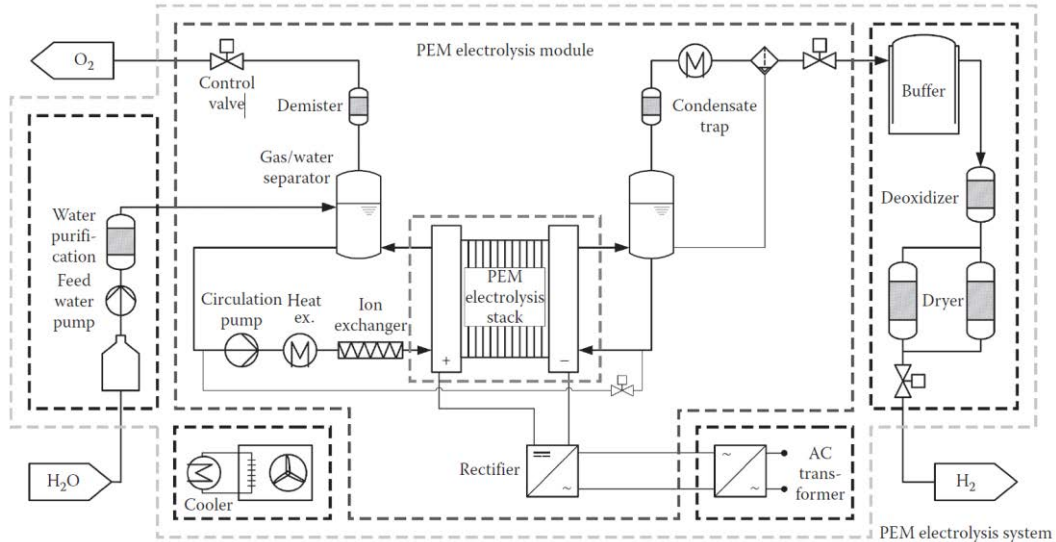 O₂
Control
valve
PEM electrolysis module
Demister
Condensate
trap
Buffer
Gas/water
separator
Deoxidizer
Water
purifi-
cation
PEM
electrolysis
stack
Feed
water
pump
Circulation
pump
Heat
ex.
Ion
exchanger
Dryer
+
−
M
M
M
Rectifier
=
~
~
~
AC
trans-
former
H₂O
Cooler
H₂
PEM electrolysis system